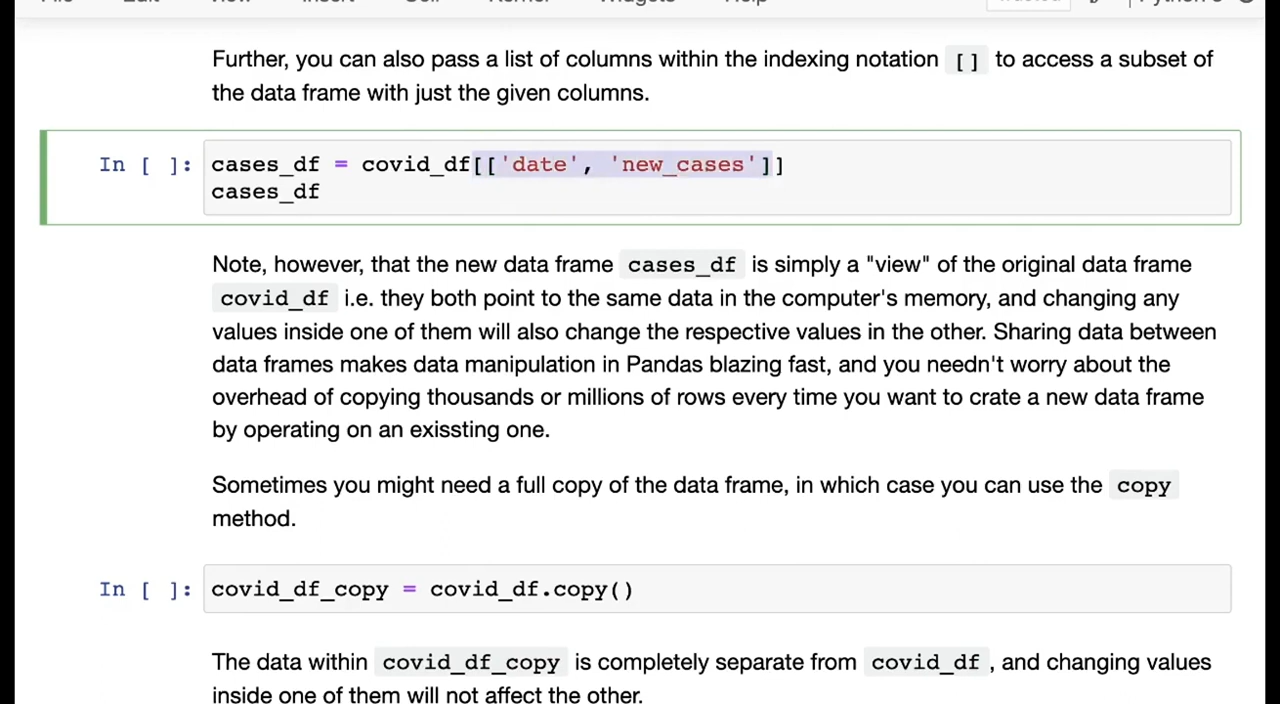 Further, you can also pass a list of columns within the indexing notation [] to access a subset of
the data frame with just the given columns.
In [ ]: cases_df = covid_df[['date', 'new_cases']]
cases_df
Note, however, that the new data frame cases_df is simply a "view" of the original data frame
covid_df i.e. they both point to the same data in the computer's memory, and changing any
values inside one of them will also change the respective values in the other. Sharing data between
data frames makes data manipulation in Pandas blazing fast, and you needn't worry about the
overhead of copying thousands or millions of rows every time you want to crate a new data frame
by operating on an exissting one.
Sometimes you might need a full copy of the data frame, in which case you can use the copy
method.
In [ ]: covid_df_copy = covid_df.copy()
The data within covid_df_copy is completely separate from covid_df , and changing values
inside one of them will not affect the other.